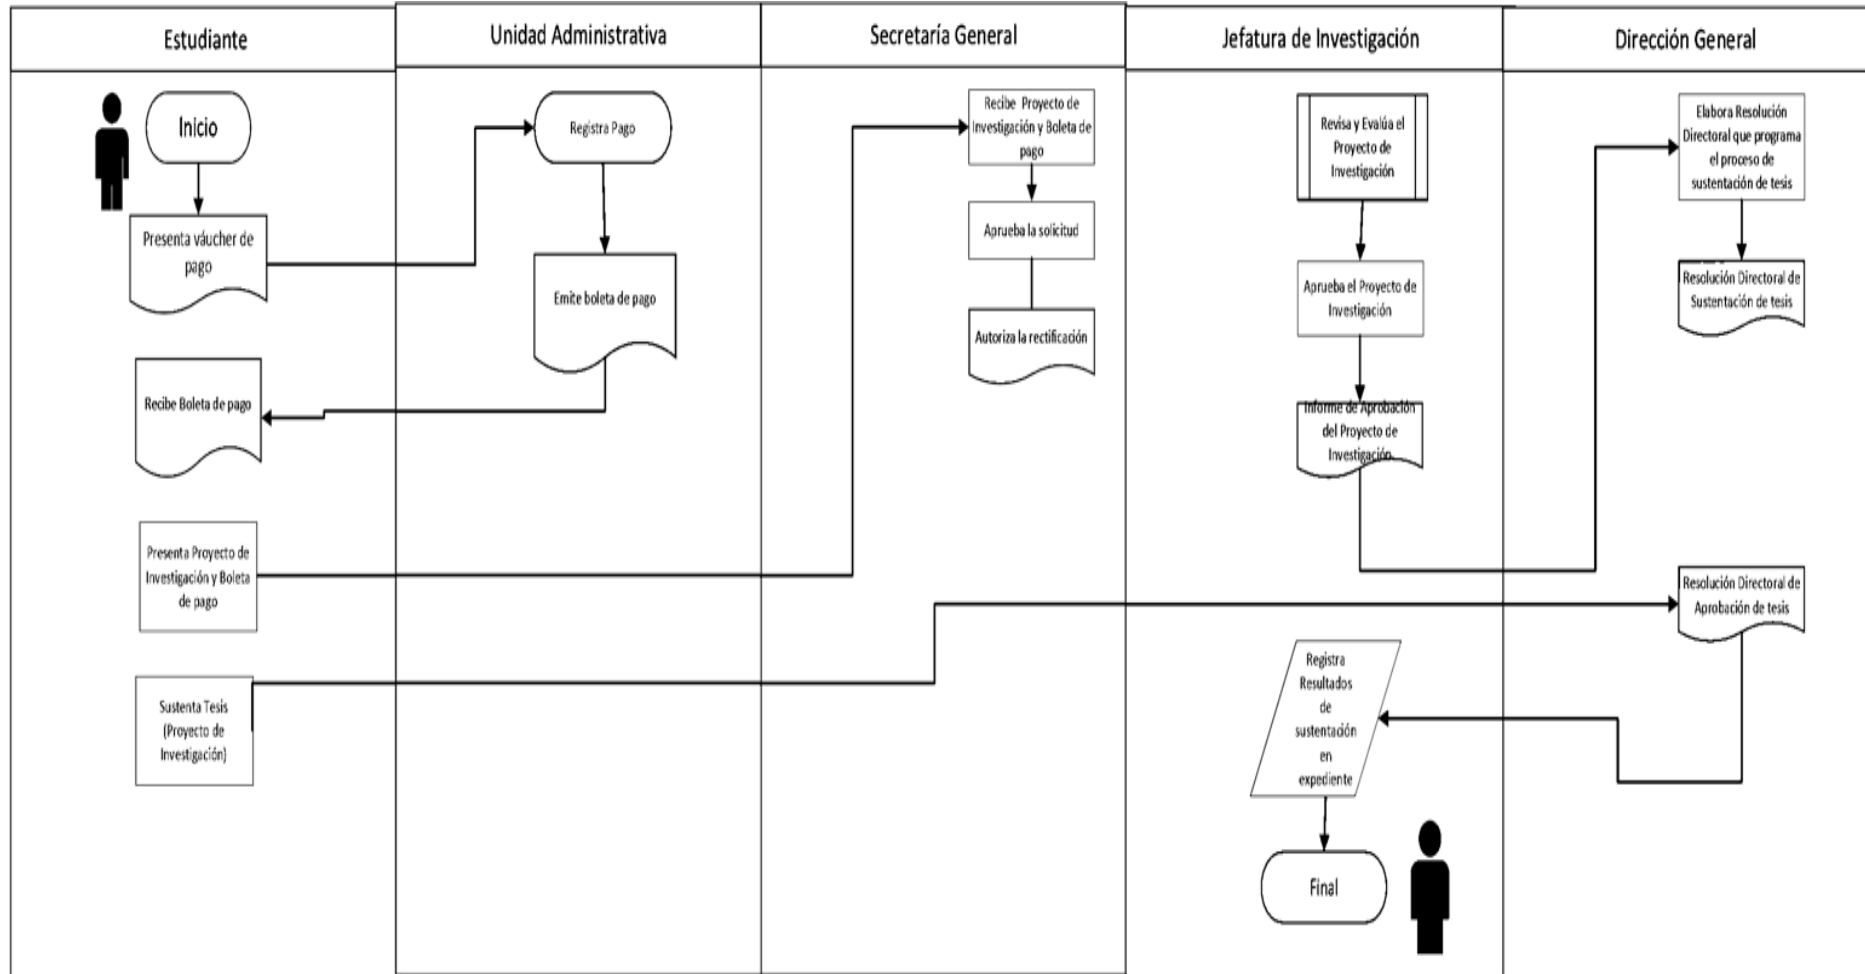 Estudiante
Unidad Administrativa
Secretaría General
Jefatura de Investigación
Dirección General
Inicio
Presenta váucher de
pago
Recibe Boleta de pago
Presenta Proyecto de
Investigación y Boleta
de pago
Sustenta Tesis
(Proyecto de
Investigación)
Registra Pago
Emite boleta de pago
Recibe Proyecto de
Investigación y Boleta de
pago
Aprueba la solicitud
Autoriza la rectificación
Revisa y Evalúa el
Proyecto de
Investigación
Aprueba el Proyecto de
Investigación
Informe de Aprobación
del Proyecto de
Investigación
Registra
Resultados
de
sustentación
en
expediente
Final
Elabora Resolución
Directoral que programa
el proceso de
sustentación de tesis
Resolución Directoral de
Sustentación de tesis
Resolución Directoral de
Aprobación de tesis